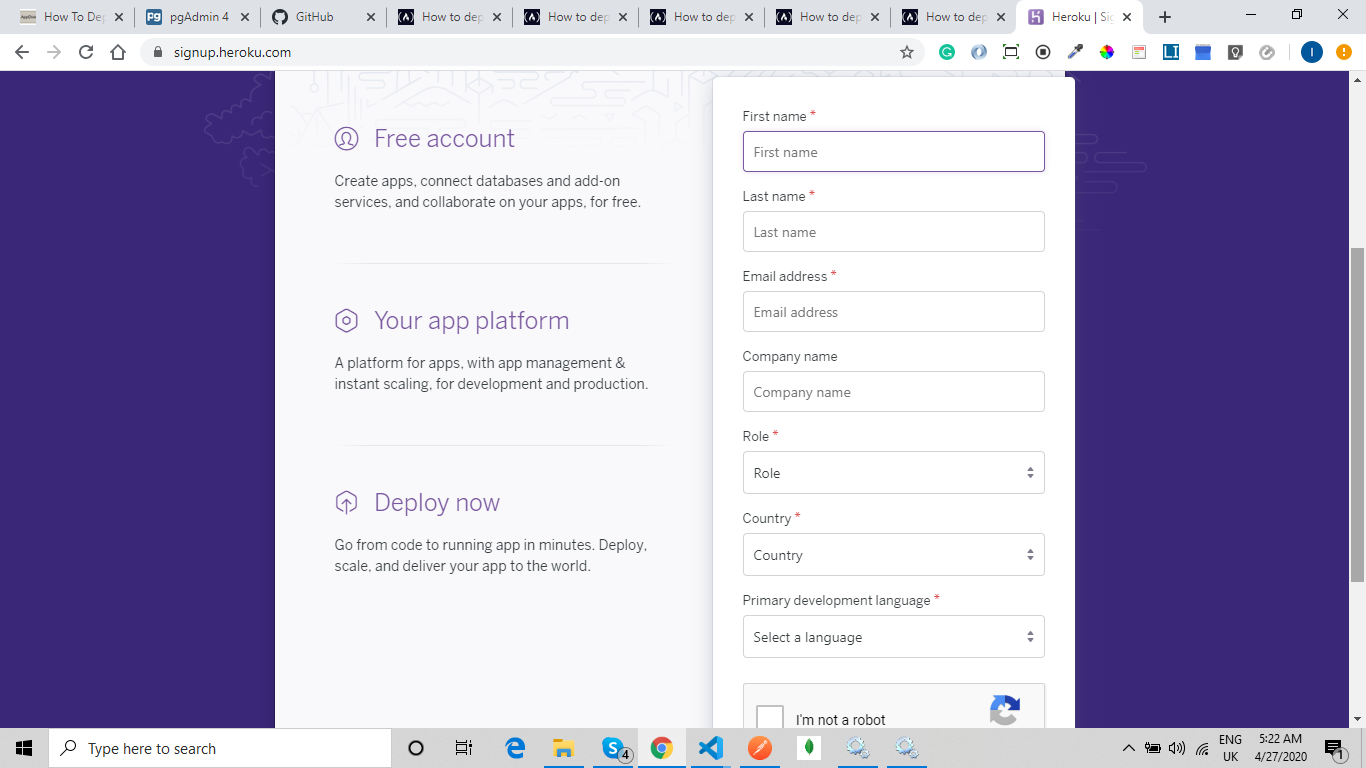 How To Dep
pgAdmin 4
GitHub
How to dep
How to dep
How to dep
How to dep
How to dep
Heroku | Sig
signup.heroku.com
I
Free account
Create apps, connect databases and add-on
services, and collaborate on your apps, for free.
Your app platform
A platform for apps, with app management &
instant scaling, for development and production.
Deploy now
Go from code to running app in minutes. Deploy,
scale, and deliver your app to the world.
First name *
First name
Last name *
Last name
Email address *
Email address
Company name
Company name
Role *
Role
Country *
Country
Primary development language *
Select a language
I'm not a robot
Type here to search
4
ENG
UK
5:22 AM
4/27/2020
1